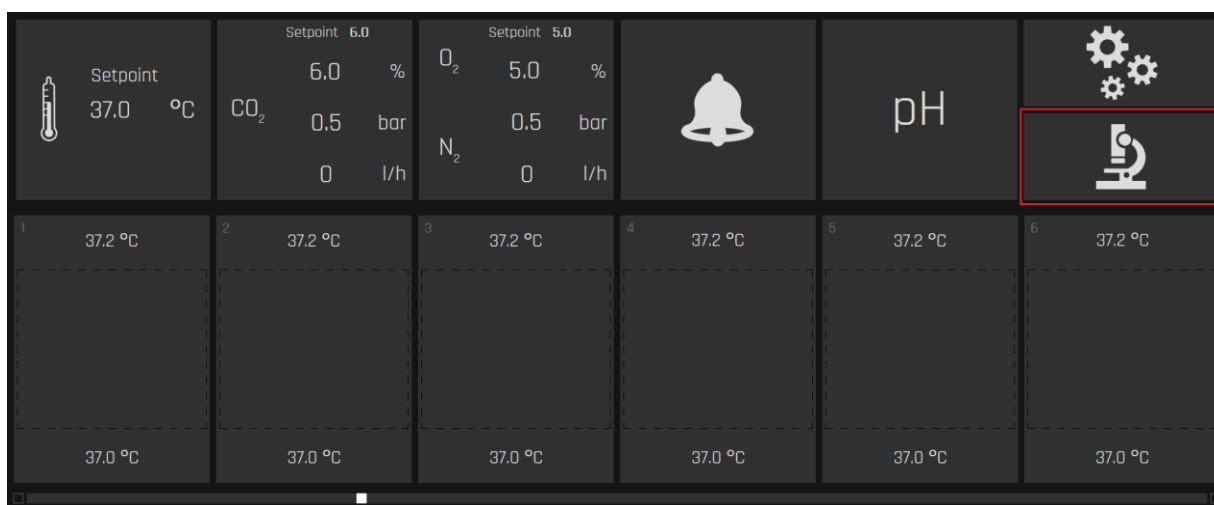 Setpoint
37.0 °C
Setpoint 6.0
6.0 %
CO₂
0.5 bar
0 l/h
Setpoint 5.0
O₂ 5.0 %
0.5 bar
N₂
0 l/h
pH
1 37.2 °C
37.0 °C
2 37.2 °C
37.0 °C
3 37.2 °C
37.0 °C
4 37.2 °C
37.0 °C
5 37.2 °C
37.0 °C
6 37.2 °C
37.0 °C